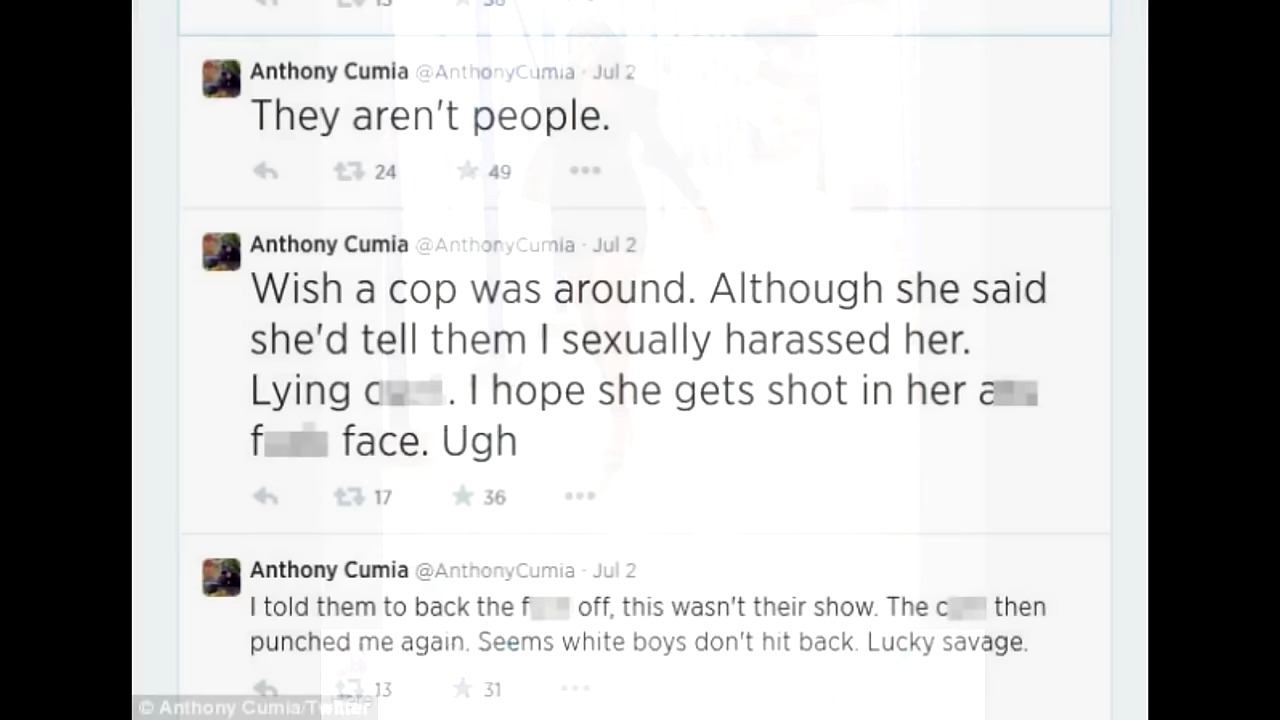 13 36
Anthony Cumia @AnthonyCumia · Jul 2
They aren't people.
24 49
Anthony Cumia @AnthonyCumia · Jul 2
Wish a cop was around. Although she said
she'd tell them I sexually harassed her.
Lying c . I hope she gets shot in her a
f face. Ugh
17 36
Anthony Cumia @AnthonyCumia · Jul 2
I told them to back the f off, this wasn't their show. The c then
punched me again. Seems white boys don't hit back. Lucky savage.
13 31
© Anthony Cumia/Twitter